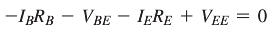 −I_B R_B − V_BE − I_E R_E + V_EE = 0